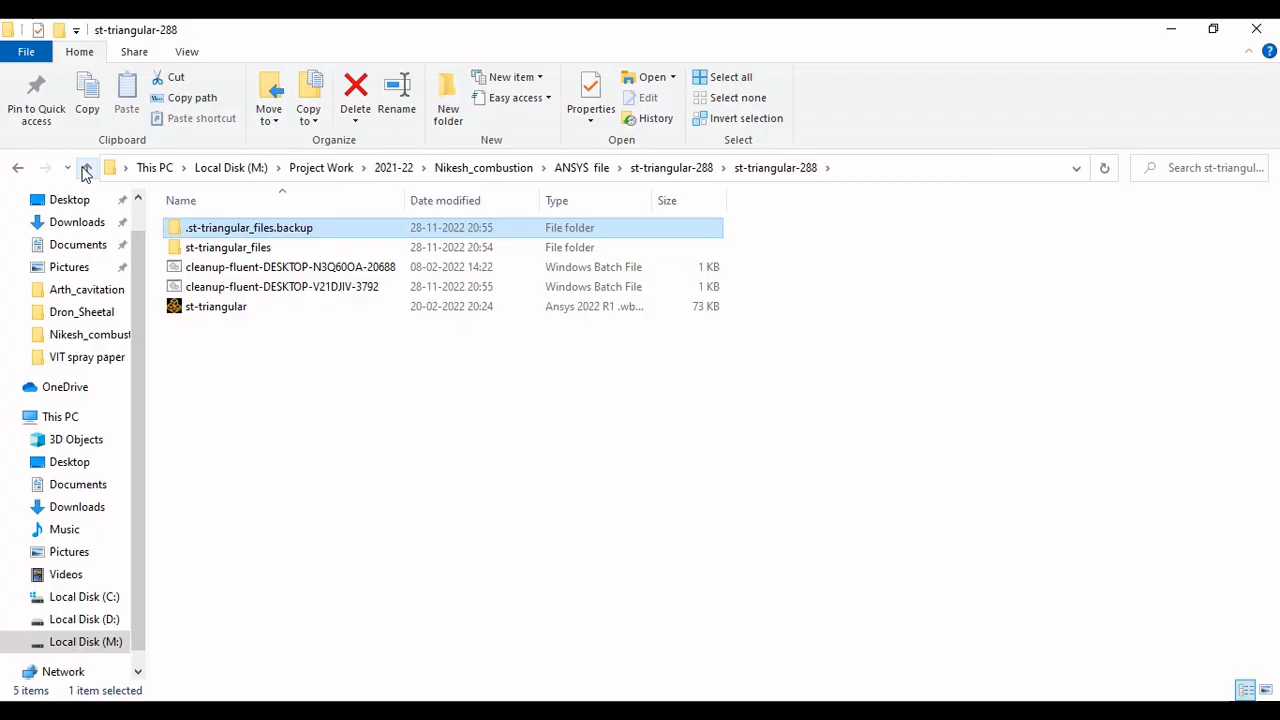 st-triangular-288
File Home Share View
Pin to Quick access
Copy
Paste
Cut
Copy path
Paste shortcut
Clipboard
Move to
Copy to
Delete
Rename
Organize
New folder
New item
Easy access
New
Properties
Open
Edit
History
Open
Select all
Select none
Invert selection
Select
This PC Local Disk (M:) Project Work 2021-22 Nikesh_combustion ANSYS file st-triangular-288 st-triangular-288
Search st-triangul...
Desktop
Downloads
Documents
Pictures
Arth_cavitation
Dron_Sheetal
Nikesh_combust
VIT spray paper
OneDrive
This PC
3D Objects
Desktop
Documents
Downloads
Music
Pictures
Videos
Local Disk (C:)
Local Disk (D:)
Local Disk (M:)
Network
Name Date modified Type Size
.st-triangular_files.backup 28-11-2022 20:55 File folder
st-triangular_files 28-11-2022 20:54 File folder
cleanup-fluent-DESKTOP-N3Q60OA-20688 08-02-2022 14:22 Windows Batch File 1 KB
cleanup-fluent-DESKTOP-V21DJIV-3792 28-11-2022 20:55 Windows Batch File 1 KB
st-triangular 20-02-2022 20:24 Ansys 2022 R1 .wb... 73 KB
5 items 1 item selected